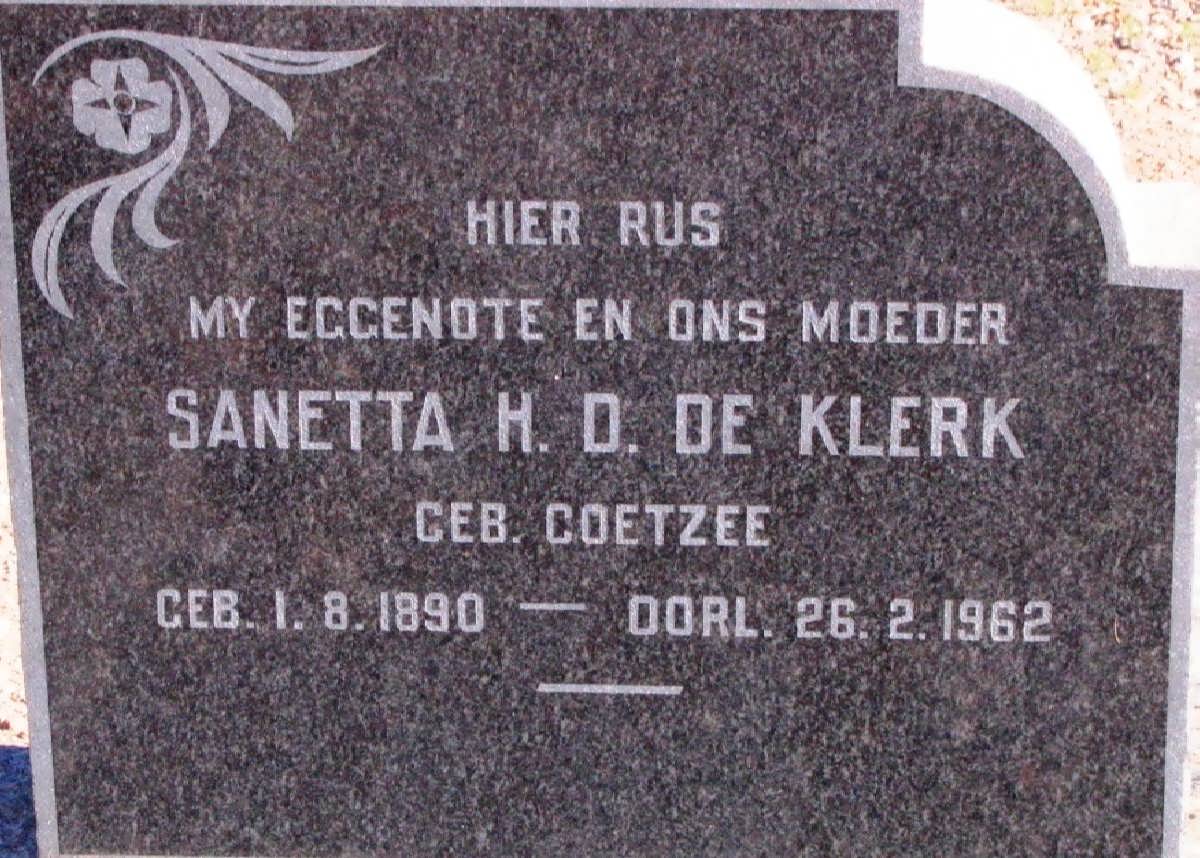 HIER RUS
MY EGGENOTE EN ONS MOEDER
SANETTA H. D. DE KLERK
GEB. COETZEE
GEB. 1. 8. 1890 — OORL. 26. 2. 1962